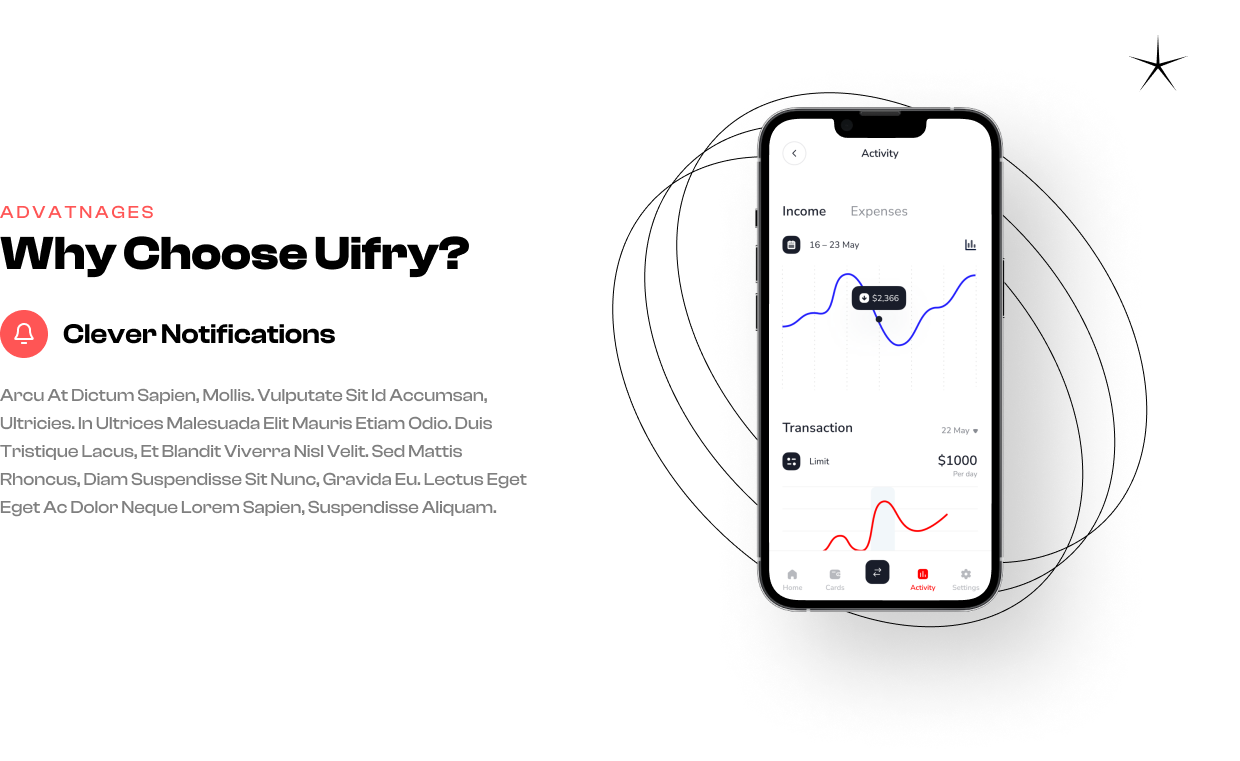 ADVATNAGES
Why Choose Uifry?
Clever Notifications
Arcu At Dictum Sapien, Mollis. Vulputate Sit Id Accumsan,
Ultricies. In Ultrices Malesuada Elit Mauris Etiam Odio. Duis
Tristique Lacus, Et Blandit Viverra Nisl Velit. Sed Mattis
Rhoncus, Diam Suspendisse Sit Nunc, Gravida Eu. Lectus Eget
Eget Ac Dolor Neque Lorem Sapien, Suspendisse Aliquam.
Activity
Income Expenses
16 – 23 May
$2,366
Transaction 22 May
Limit $1000
Per day
Home Cards Activity Settings